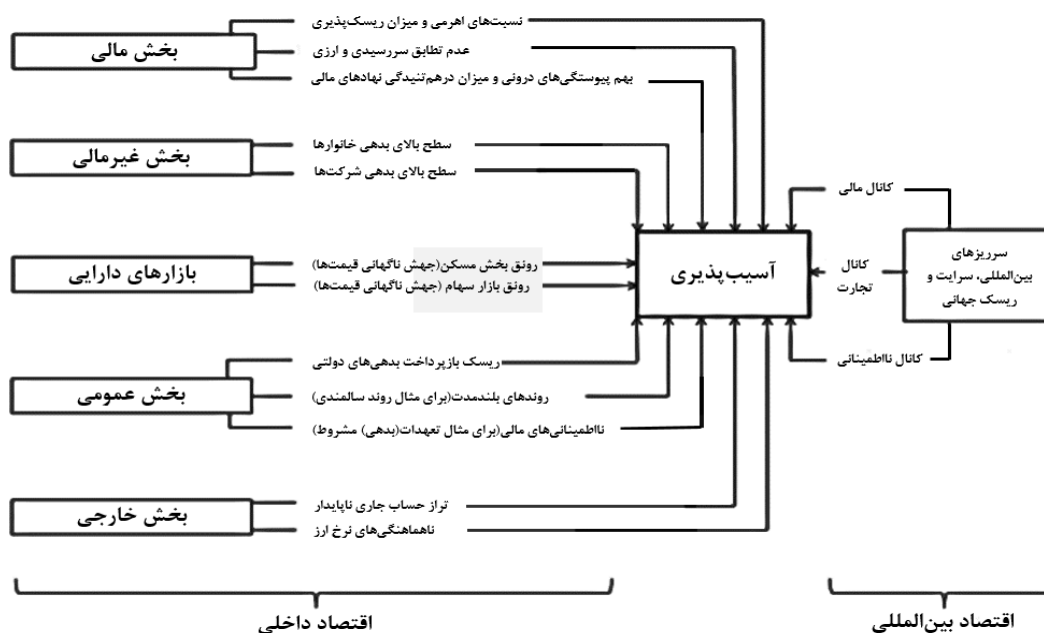 بخش مالی
نسبت‌های اهرمی و میزان ریسک‌پذیری
عدم تطابق سررسیدی و ارزی
بهم پیوستگی‌های درونی و میزان درهم‌تنیدگی نهادهای مالی
بخش غیرمالی
سطح بالای بدهی خانوارها
سطح بالای بدهی شرکت‌ها
بازارهای دارایی
رونق بخش مسکن(جهش ناگهانی قیمت‌ها)
رونق بازار سهام (جهش ناگهانی قیمت‌ها)
بخش عمومی
ریسک بازپرداخت بدهی‌های دولتی
روندهای بلندمدت(برای مثال روند سالمندی)
نااطمینانی‌های مالی(برای مثال تعهدات(بدهی) مشروط)
بخش خارجی
تراز حساب جاری ناپایدار
ناهماهنگی‌های نرخ ارز
آسیب‌پذیری
کانال مالی
کانال
تجارت
کانال نااطمینانی
سرریزهای
بین‌المللی، سرایت و
ریسک جهانی
اقتصاد داخلی
اقتصاد بین‌المللی